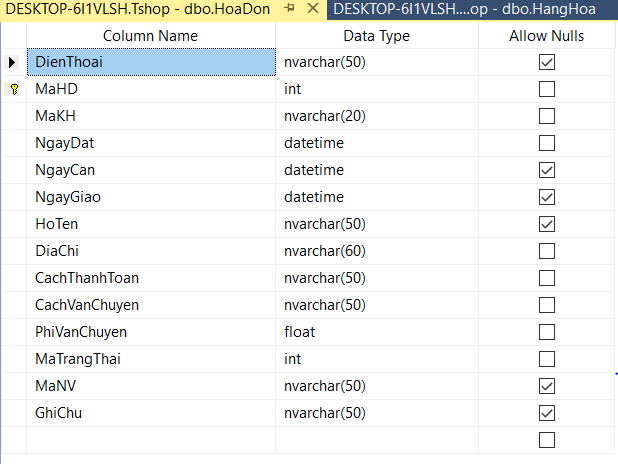 DESKTOP-6I1VLSH.Tshop - dbo.HoaDon DESKTOP-6I1VLSH....op - dbo.HangHoa
Column Name Data Type Allow Nulls
DienThoai nvarchar(50)
MaHD int
MaKH nvarchar(20)
NgayDat datetime
NgayCan datetime
NgayGiao datetime
HoTen nvarchar(50)
DiaChi nvarchar(60)
CachThanhToan nvarchar(50)
CachVanChuyen nvarchar(50)
PhiVanChuyen float
MaTrangThai int
MaNV nvarchar(50)
GhiChu nvarchar(50)